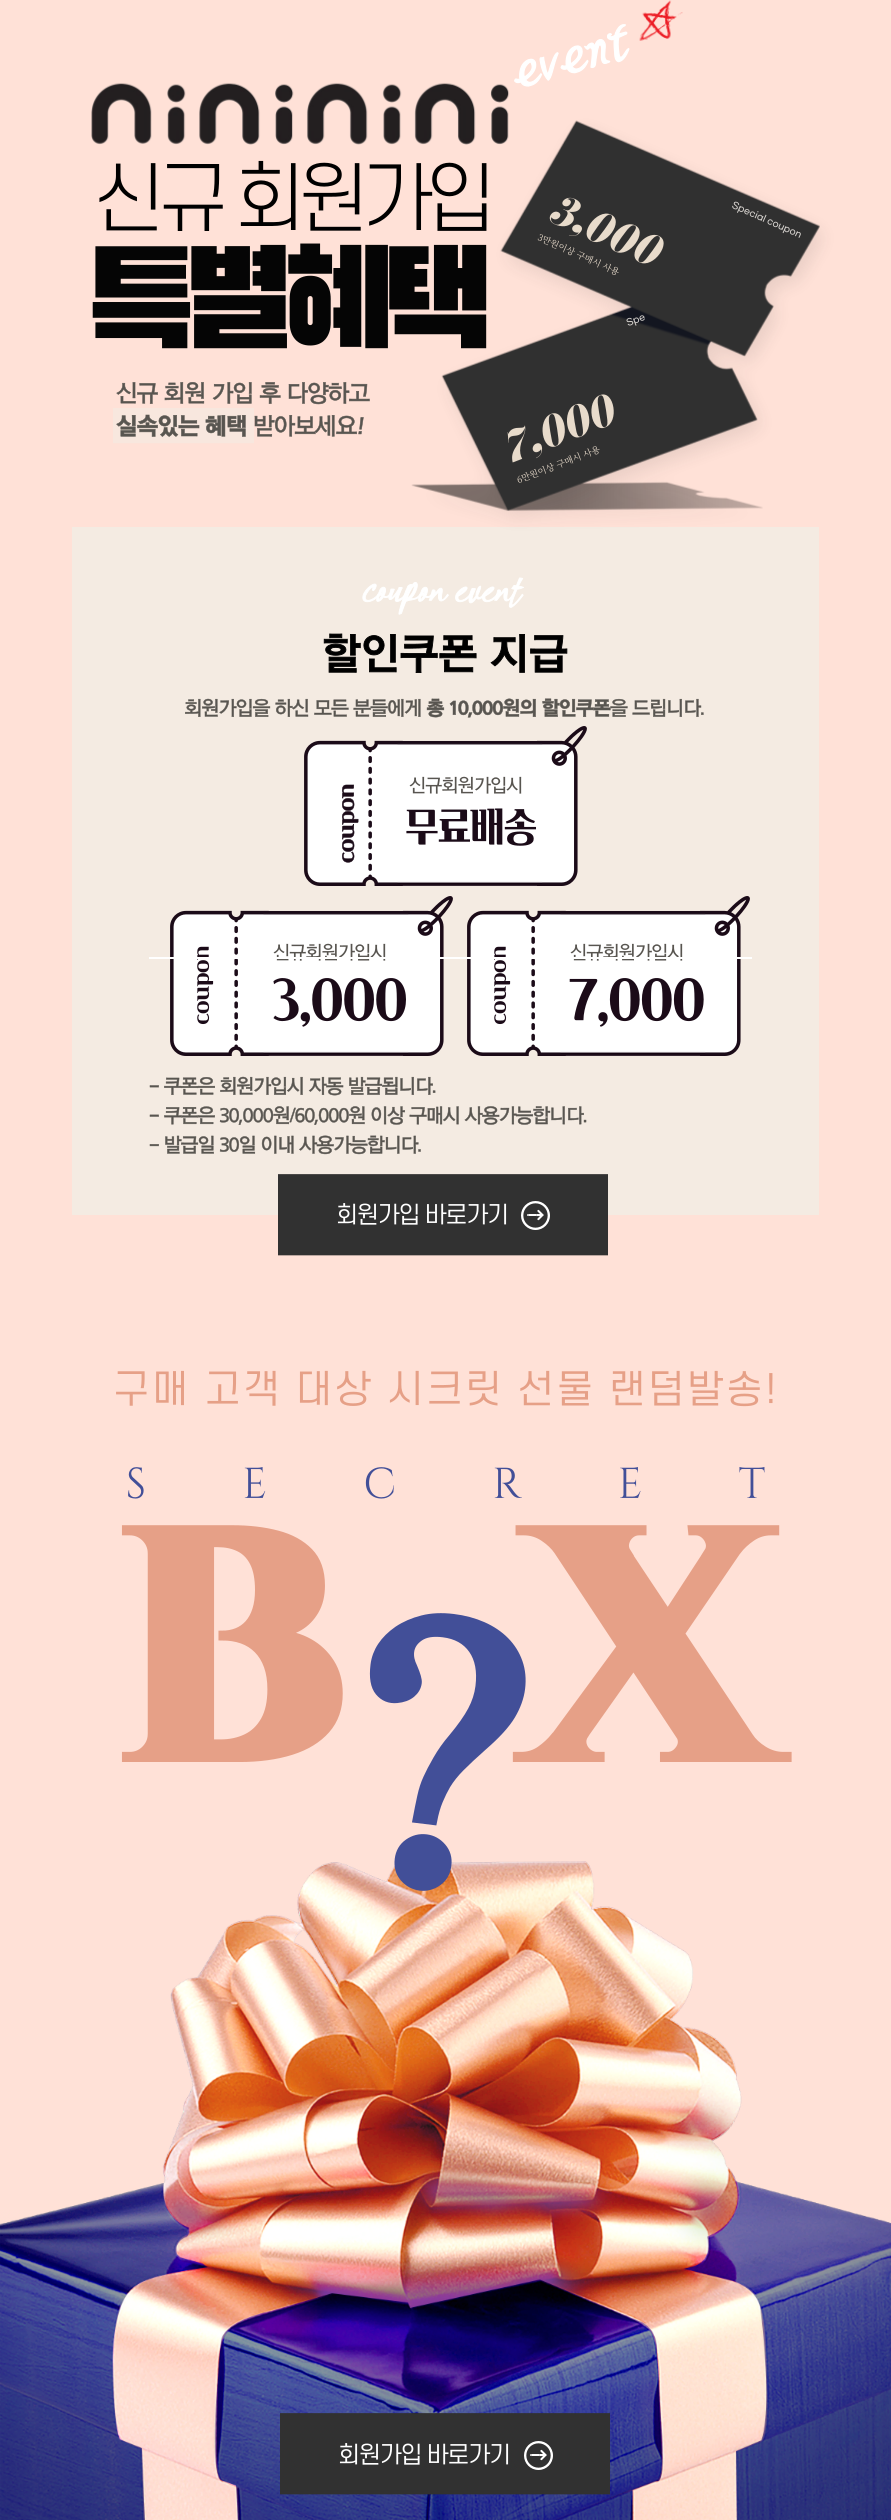 event
nininini
신규 회원가입
특별혜택
Special coupon
3,000
3만원이상 구매시 사용
Spe
7,000
6만원이상 구매시 사용
신규 회원 가입 후 다양하고
실속있는 혜택 받아보세요!
coupon event
할인쿠폰 지급
회원가입을 하신 모든 분들에게 총 10,000원의 할인쿠폰을 드립니다.
coupon
신규회원가입시
무료배송
coupon
신규회원가입시
3,000
coupon
신규회원가입시
7,000
- 쿠폰은 회원가입시 자동 발급됩니다.
- 쿠폰은 30,000원/60,000원 이상 구매시 사용가능합니다.
- 발급일 30일 이내 사용가능합니다.
회원가입 바로가기
구매 고객 대상 시크릿 선물 랜덤발송!
SECRET
B?X
회원가입 바로가기